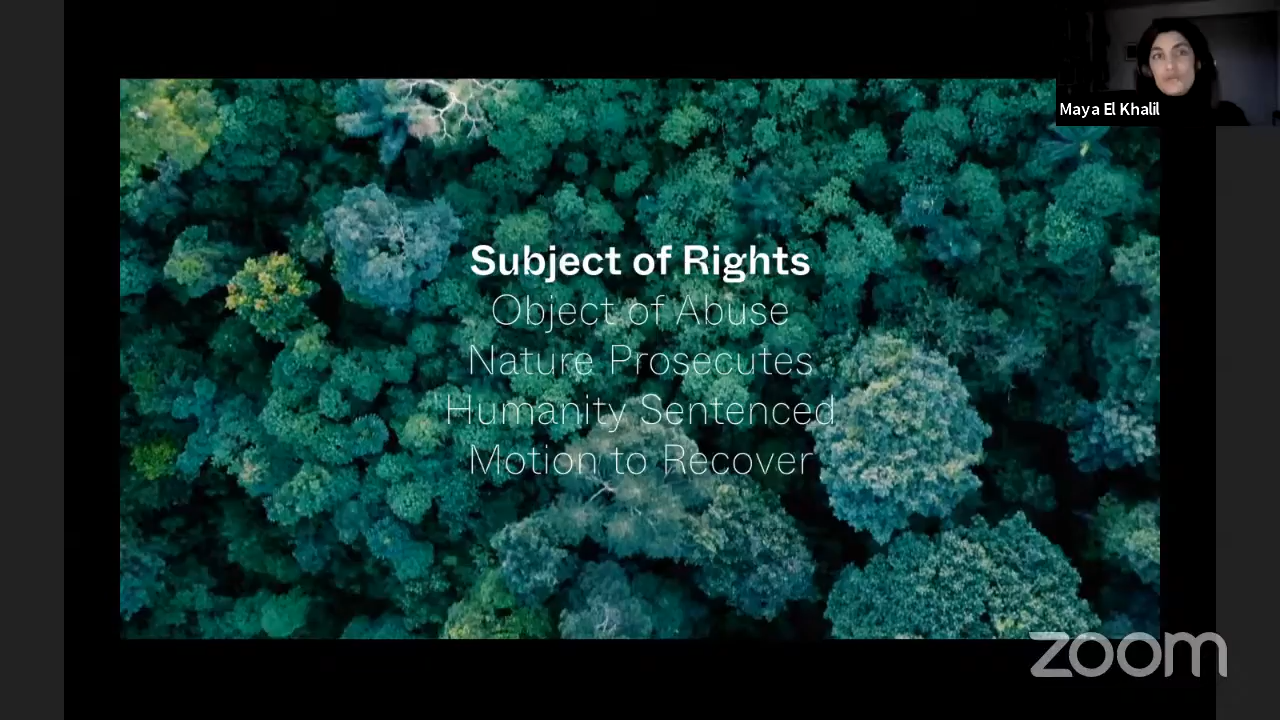 Maya El Khalil
Subject of Rights
Object of Abuse
Nature Prosecutes
Humanity Sentenced
Motion to Recover
zoom